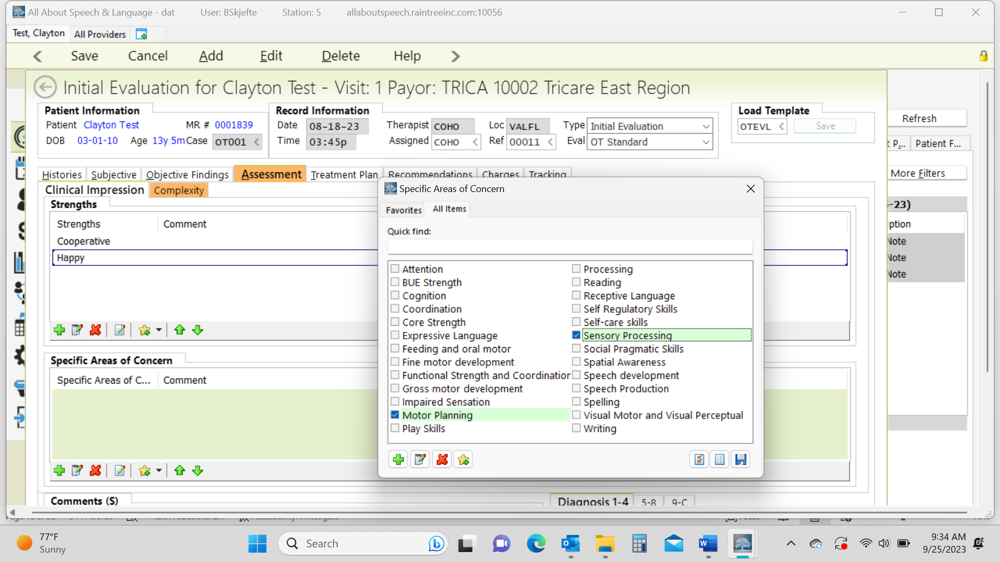 All About Speech & Language - dat User: BSkjefte Station: 5 allaboutspeech.raintreeinc.com:10056
Test, Clayton All Providers
Save Cancel Add Edit Delete Help
Initial Evaluation for Clayton Test - Visit: 1 Payor: TRICA 10002 Tricare East Region
Patient Information Record Information Load Template
Patient Clayton Test MR # 0001839 Date 08-18-23 Therapist COHO Loc VALFL Type Initial Evaluation OTEVL Save
DOB 03-01-10 Age 13y 5m Case OT001 Time 03:45p Assigned COHO Ref 00011 Eval OT Standard
Refresh
t P... Patient F...
Histories Subjective Objective Findings Assessment Treatment Plan Recommendations Charges Tracking
More Filters
Clinical Impression Complexity
Strengths
Strengths Comment
Cooperative
Happy
-23)
ption
Note
Note
Note
Specific Areas of Concern
Specific Areas of C... Comment
Comments (S)
Diagnosis 1-4 5-8 9-C
Specific Areas of Concern
Favorites All Items
Quick find:
Attention
BUE Strength
Cognition
Coordination
Core Strength
Expressive Language
Feeding and oral motor
Fine motor development
Functional Strength and Coordination
Gross motor development
Impaired Sensation
Motor Planning
Play Skills
Processing
Reading
Receptive Language
Self Regulatory Skills
Self-care skills
Sensory Processing
Social Pragmatic Skills
Spatial Awareness
Speech development
Speech Production
Spelling
Visual Motor and Visual Perceptual
Writing
77°F
Sunny
Search
9:34 AM
9/25/2023